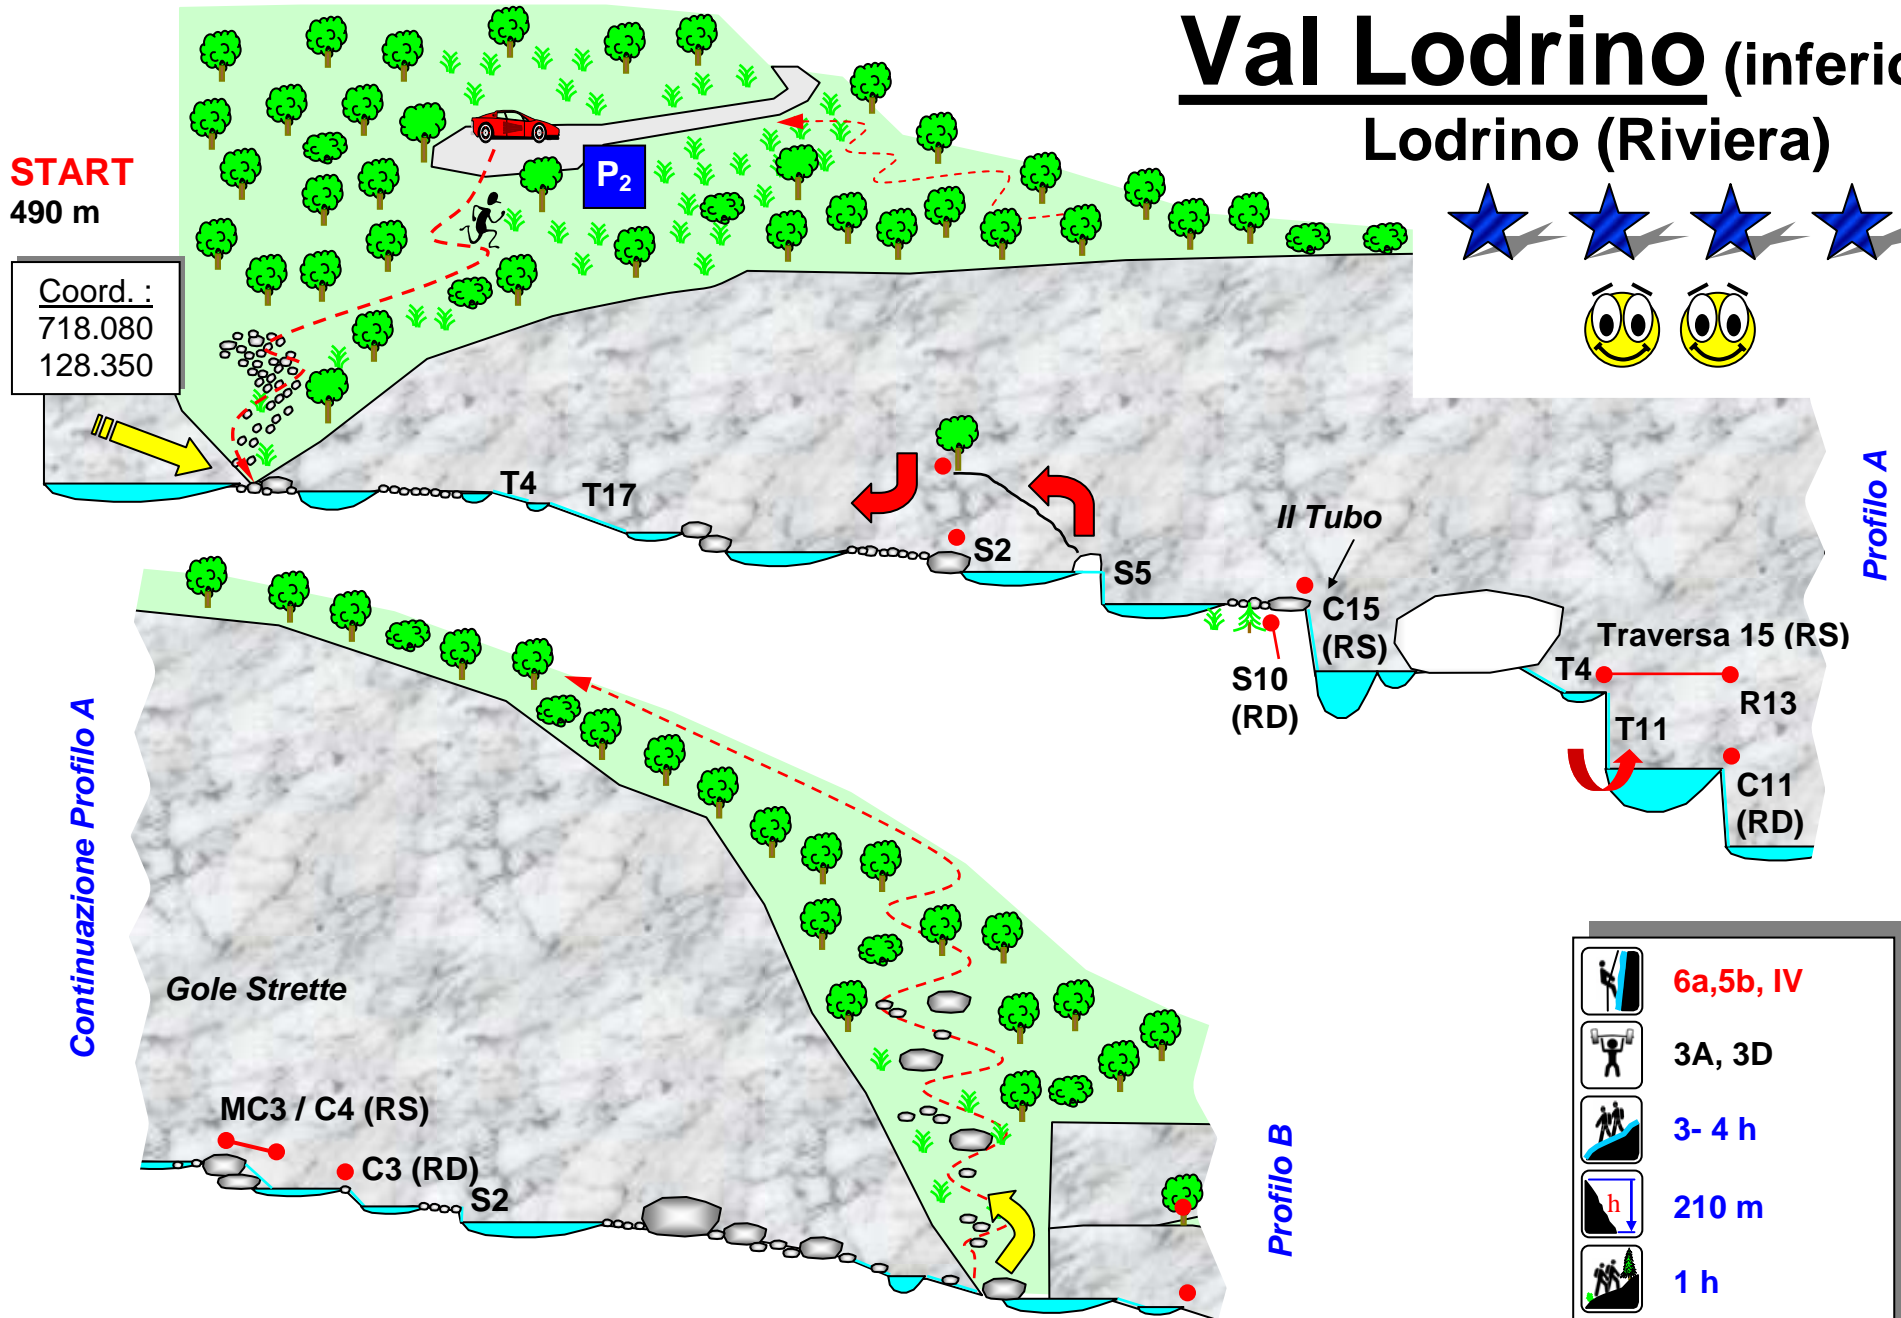 Val Lodrino (inferio
Lodrino (Riviera)
START
490 m
P2
Coord. :
718.080
128.350
T4
T17
S2
S5
Il Tubo
C15
(RS)
S10
(RD)
T4
Traversa 15 (RS)
R13
T11
C11
(RD)
Profilo A
Continuazione Profilo A
Gole Strette
MC3 / C4 (RS)
C3 (RD)
S2
Profilo B
6a,5b, IV
3A, 3D
3- 4 h
h
210 m
1 h